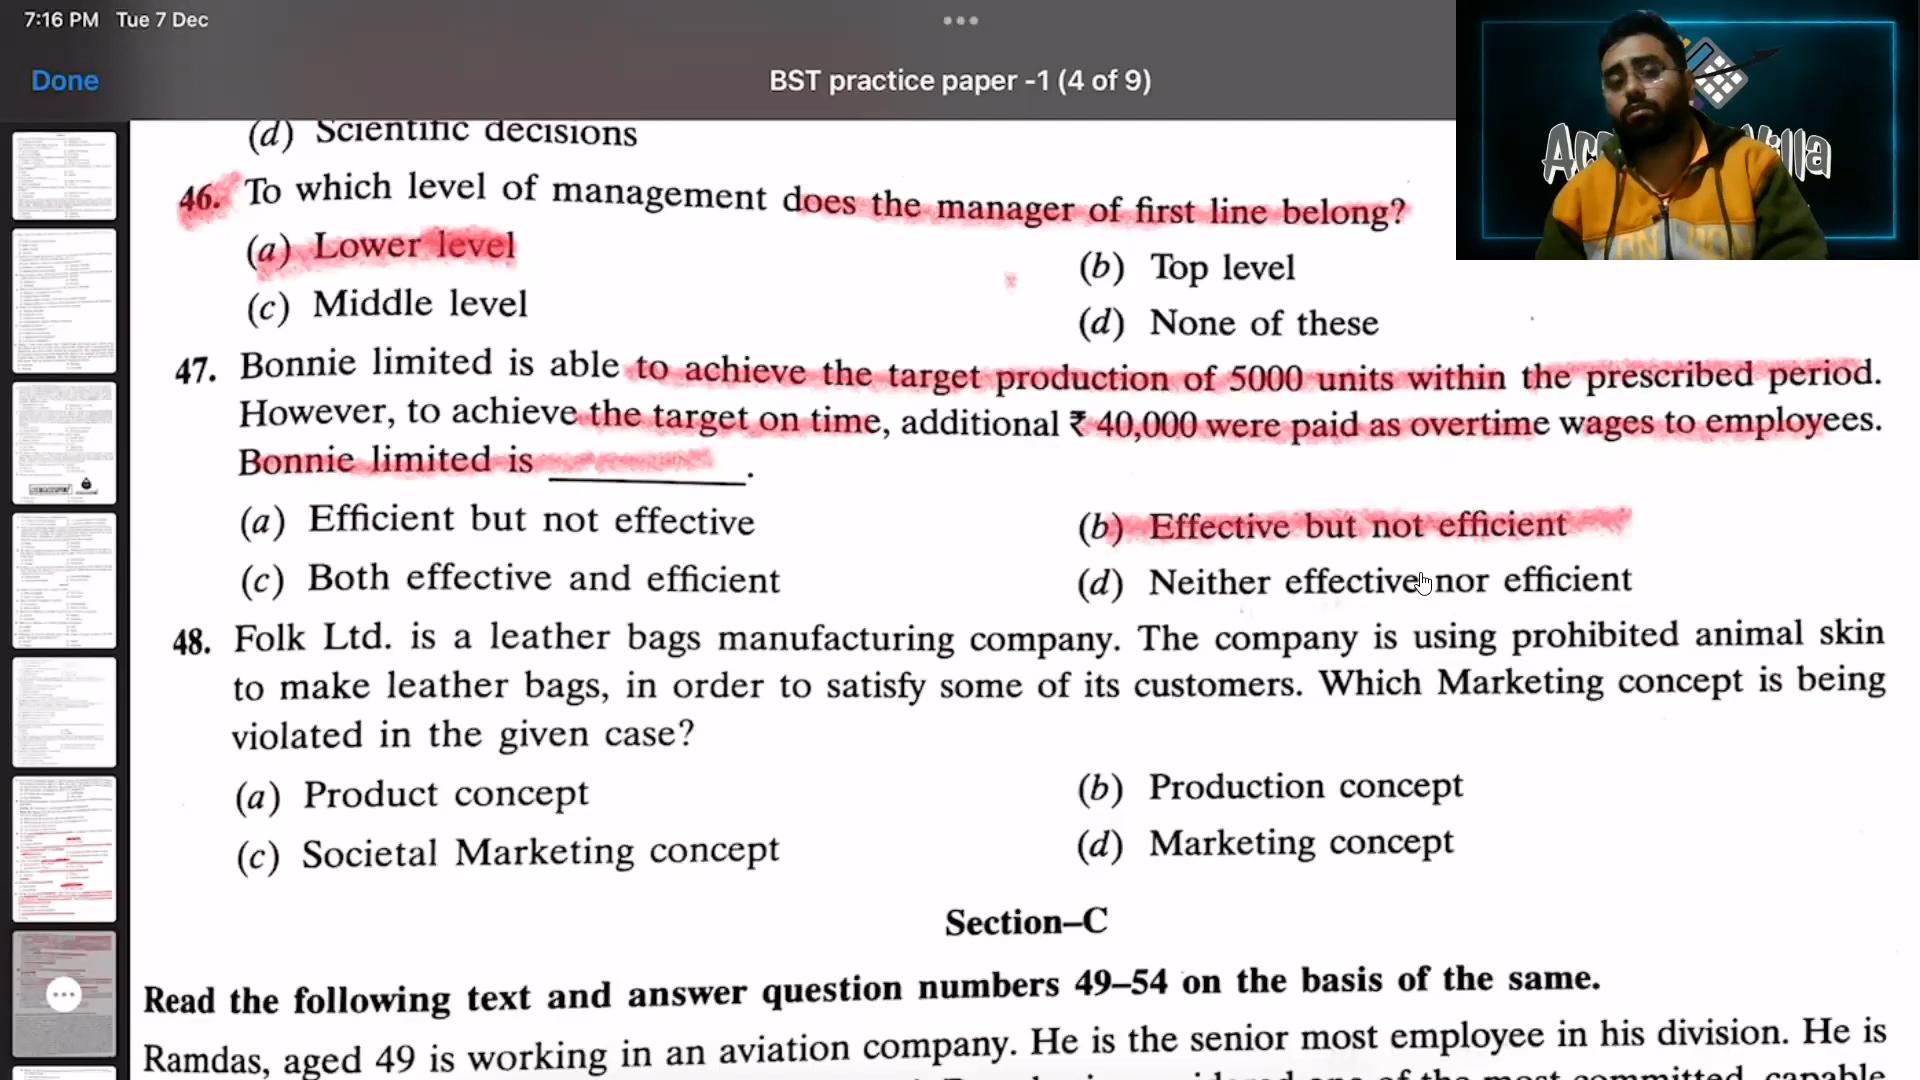 7:16 PM Tue 7 Dec
Done
BST practice paper -1 (4 of 9)
(d) Scientific decisions
46. To which level of management does the manager of first line belong?
(a) Lower level
(b) Top level
(c) Middle level
(d) None of these
47. Bonnie limited is able to achieve the target production of 5000 units within the prescribed period.
However, to achieve the target on time, additional ₹ 40,000 were paid as overtime wages to employees.
Bonnie limited is __________.
(a) Efficient but not effective
(b) Effective but not efficient
(c) Both effective and efficient
(d) Neither effective nor efficient
48. Folk Ltd. is a leather bags manufacturing company. The company is using prohibited animal skin
to make leather bags, in order to satisfy some of its customers. Which Marketing concept is being
violated in the given case?
(a) Product concept
(b) Production concept
(c) Societal Marketing concept
(d) Marketing concept
Section–C
Read the following text and answer question numbers 49–54 on the basis of the same.
Ramdas, aged 49 is working in an aviation company. He is the senior most employee in his division. He is
one of the most committed, capable